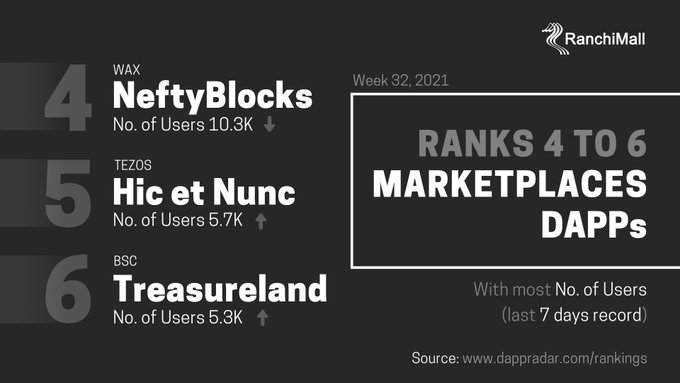 RanchiMall
4
WAX
NeftyBlocks
No. of Users 10.3K
5
TEZOS
Hic et Nunc
No. of Users 5.7K
6
BSC
Treasureland
No. of Users 5.3K
Week 32, 2021
RANKS 4 TO 6
MARKETPLACES
DAPPs
With most No. of Users
(last 7 days record)
Source: www.dappradar.com/rankings